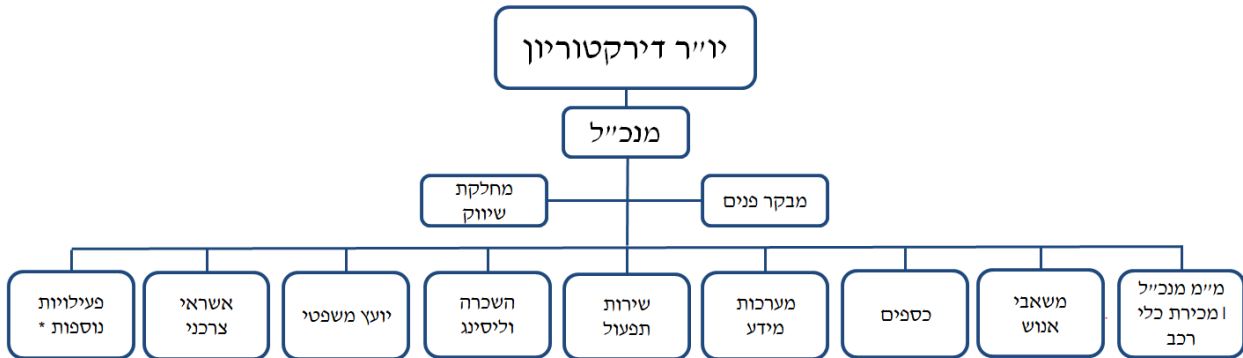 יו״ר דירקטוריון
מנכ״ל
מבקר פנים
מחלקת
שיווק
מ״מ מנכ״ל
ו מכירת כלי
רכב
משאבי
אנוש
כספים
מערכות
מידע
שירות
תפעול
השכרה
וליסינג
יועץ משפטי
אשראי
צרכני
פעילויות
נוספות *